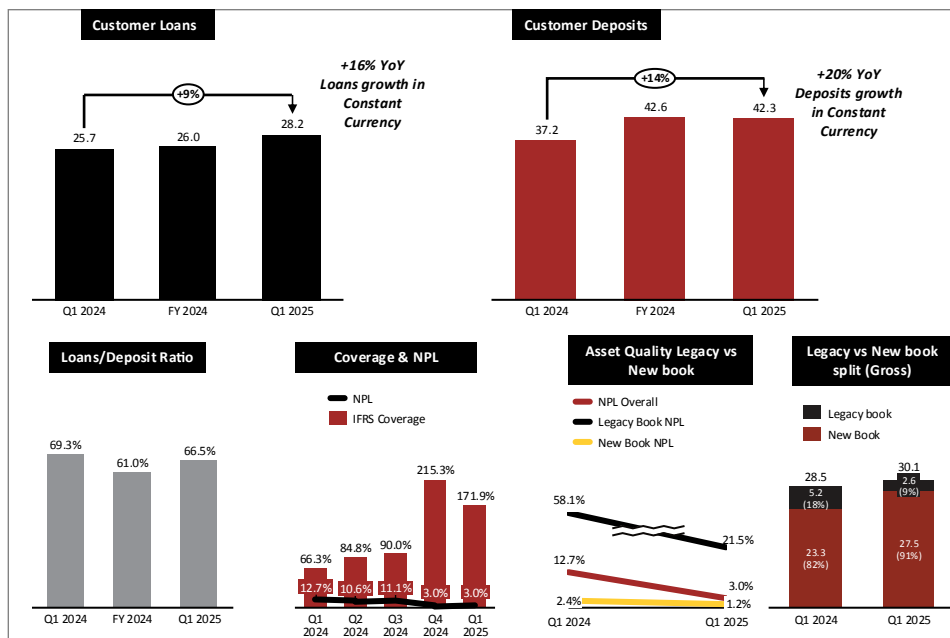 Customer Loans
+16% YoY
Loans growth in
Constant
Currency
+9%
25.7
26.0
28.2
Q1 2024
FY 2024
Q1 2025
Customer Deposits
+20% YoY
Deposits growth
in Constant
Currency
+14%
37.2
42.6
42.3
Q1 2024
FY 2024
Q1 2025
Loans/Deposit Ratio
69.3%
61.0%
66.5%
Q1 2024
FY 2024
Q1 2025
Coverage & NPL
NPL
IFRS Coverage
66.3%
84.8%
90.0%
215.3%
171.9%
12.7%
10.6%
11.1%
3.0%
3.0%
Q1
2024
Q2
2024
Q3
2024
Q4
2024
Q1
2025
Asset Quality Legacy vs
New book
NPL Overall
Legacy Book NPL
New Book NPL
58.1%
21.5%
12.7%
3.0%
2.4%
1.2%
Q1 2024
Q1 2025
Legacy vs New book
split (Gross)
Legacy book
New Book
28.5
5.2
(18%)
23.3
(82%)
30.1
2.6
(9%)
27.5
(91%)
Q1 2024
Q1 2025